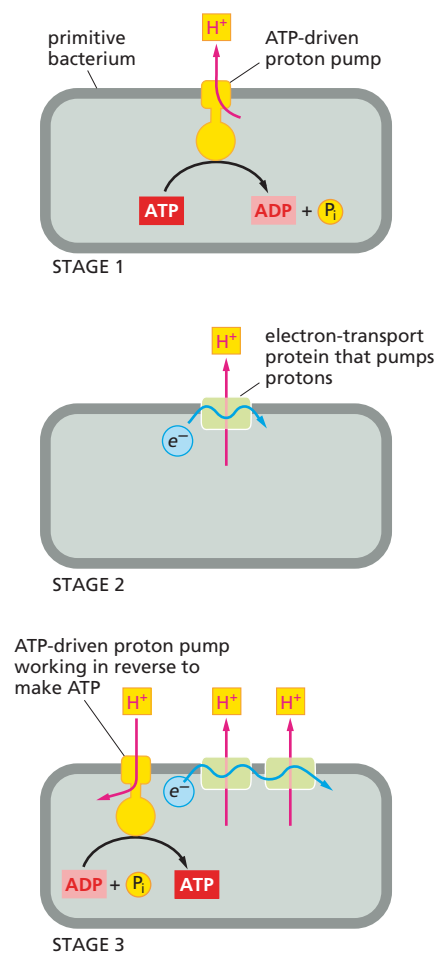 primitive
bacterium
H+
ATP-driven
proton pump
ATP
ADP + Pi
STAGE 1
H+
electron-transport
protein that pumps
protons
e–
STAGE 2
ATP-driven proton pump
working in reverse to
make ATP
H+
H+
H+
e–
ADP + Pi
ATP
STAGE 3